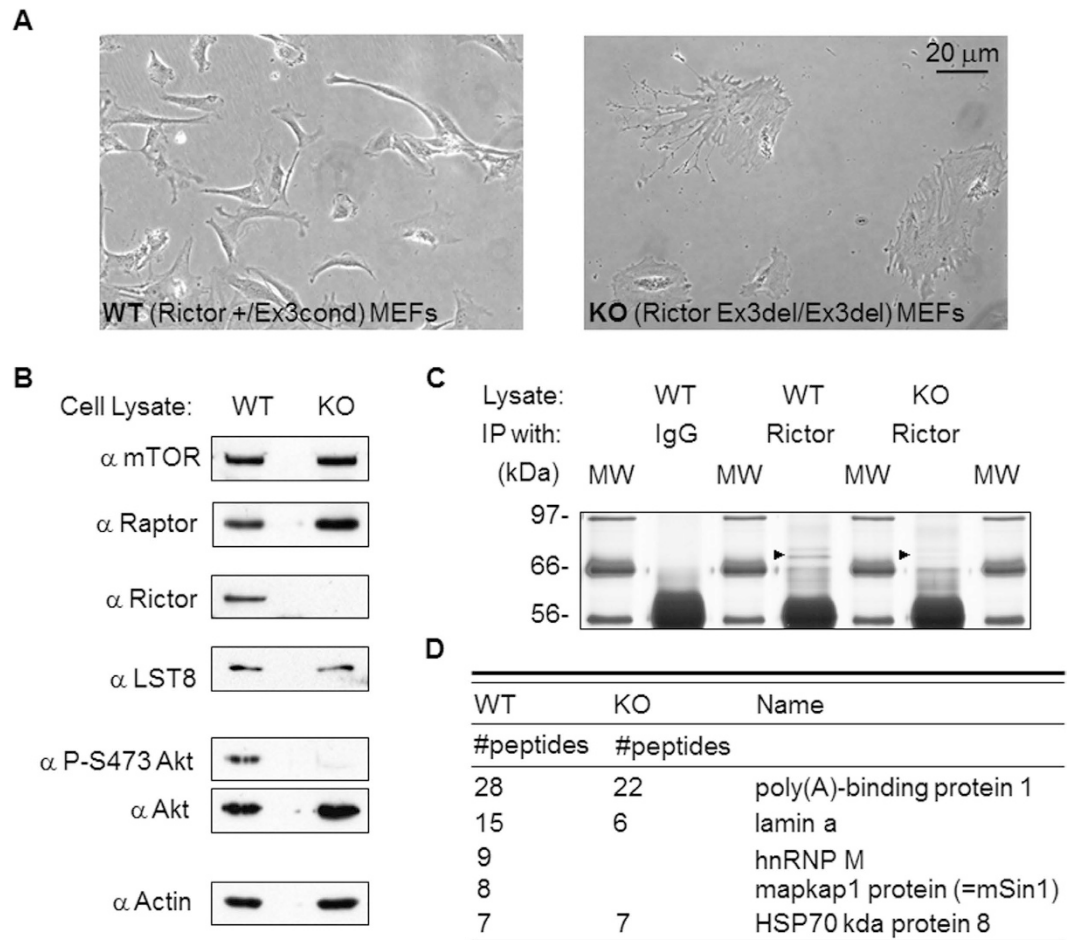 A
20 μm
WT (Rictor +/Ex3cond) MEFs
KO (Rictor Ex3del/Ex3del) MEFs
B
Cell Lysate: WT KO
α mTOR
α Raptor
α Rictor
α LST8
α P-S473 Akt
α Akt
α Actin
C
Lysate: WT WT KO
IP with: IgG Rictor Rictor
(kDa) MW MW MW MW
97-
66-
56-
D
WT KO Name
#peptides #peptides
28 22 poly(A)-binding protein 1
15 6 lamin a
9 hnRNP M
8 mapkap1 protein (=mSin1)
7 7 HSP70 kda protein 8